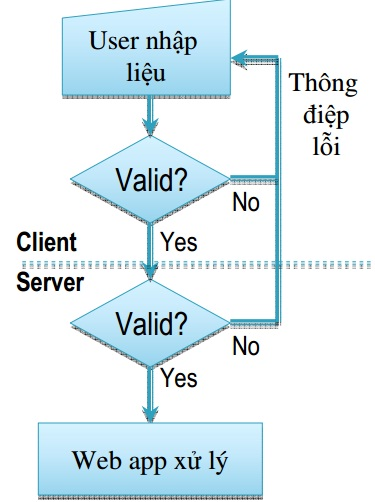 User nhập
liệu
Thông
điệp
lỗi
Valid?
No
Client
Yes
Server
Valid?
No
Yes
Web app xử lý